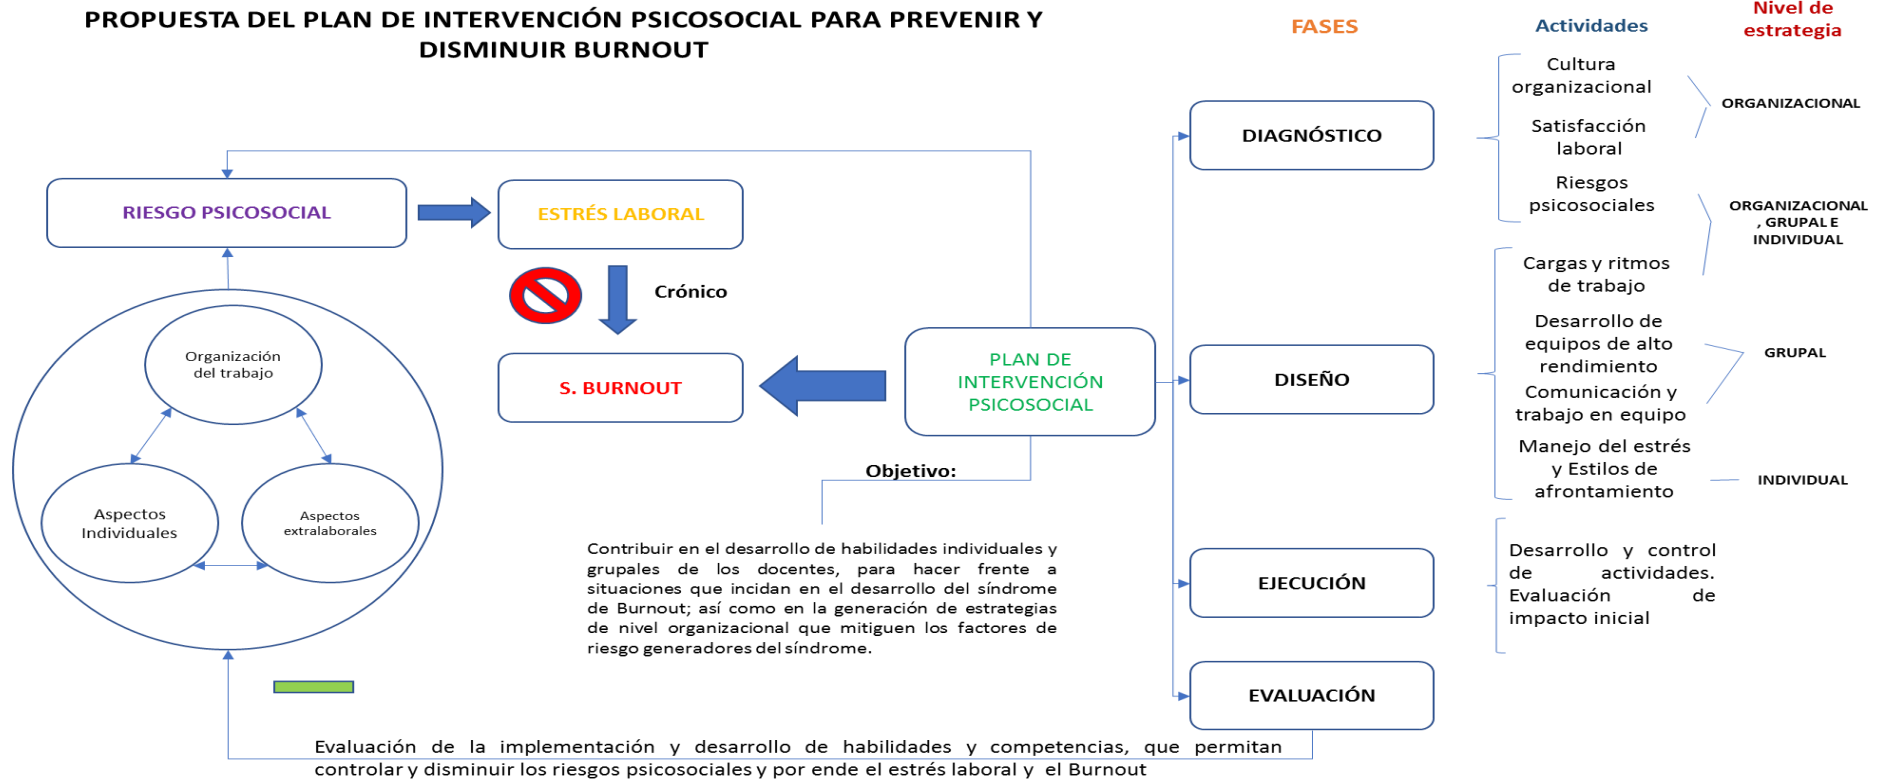 PROPUESTA DEL PLAN DE INTERVENCIÓN PSICOSOCIAL PARA PREVENIR Y
DISMINUIR BURNOUT
RIESGO PSICOSOCIAL
ESTRÉS LABORAL
Crónico
S. BURNOUT
Organización
del trabajo
Aspectos
Individuales
Aspectos
extralaborales
PLAN DE
INTERVENCIÓN
PSICOSOCIAL
Objetivo:
Contribuir en el desarrollo de habilidades individuales y
grupales de los docentes, para hacer frente a
situaciones que incidan en el desarrollo del síndrome
de Burnout; así como en la generación de estrategias
de nivel organizacional que mitiguen los factores de
riesgo generadores del síndrome.
FASES
DIAGNÓSTICO
DISEÑO
EJECUCIÓN
EVALUACIÓN
Actividades
Cultura
organizacional
Satisfacción
laboral
Riesgos
psicosociales
Cargas y ritmos
de trabajo
Desarrollo de
equipos de alto
rendimiento
Comunicación y
trabajo en equipo
Manejo del estrés
y Estilos de
afrontamiento
Desarrollo y control
de actividades.
Evaluación de
impacto inicial
Nivel de
estrategia
ORGANIZACIONAL
ORGANIZACIONAL
, GRUPAL E
INDIVIDUAL
GRUPAL
INDIVIDUAL
Evaluación de la implementación y desarrollo de habilidades y competencias, que permitan
controlar y disminuir los riesgos psicosociales y por ende el estrés laboral y el Burnout